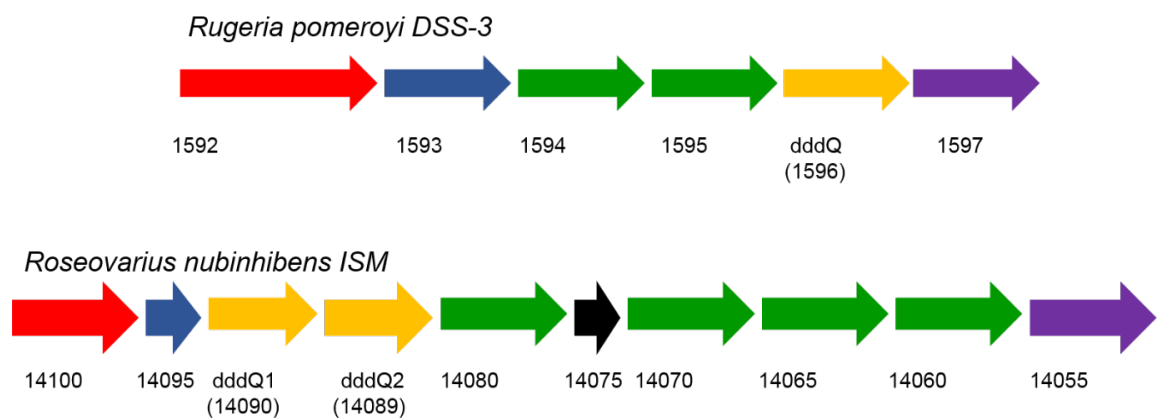 Rugeria pomeroyi DSS-3
1592 1593 1594 1595 dddQ 1597
(1596)
Roseovarius nubinhibens ISM
14100 14095 dddQ1 dddQ2 14080 14075 14070 14065 14060 14055
(14090) (14089)